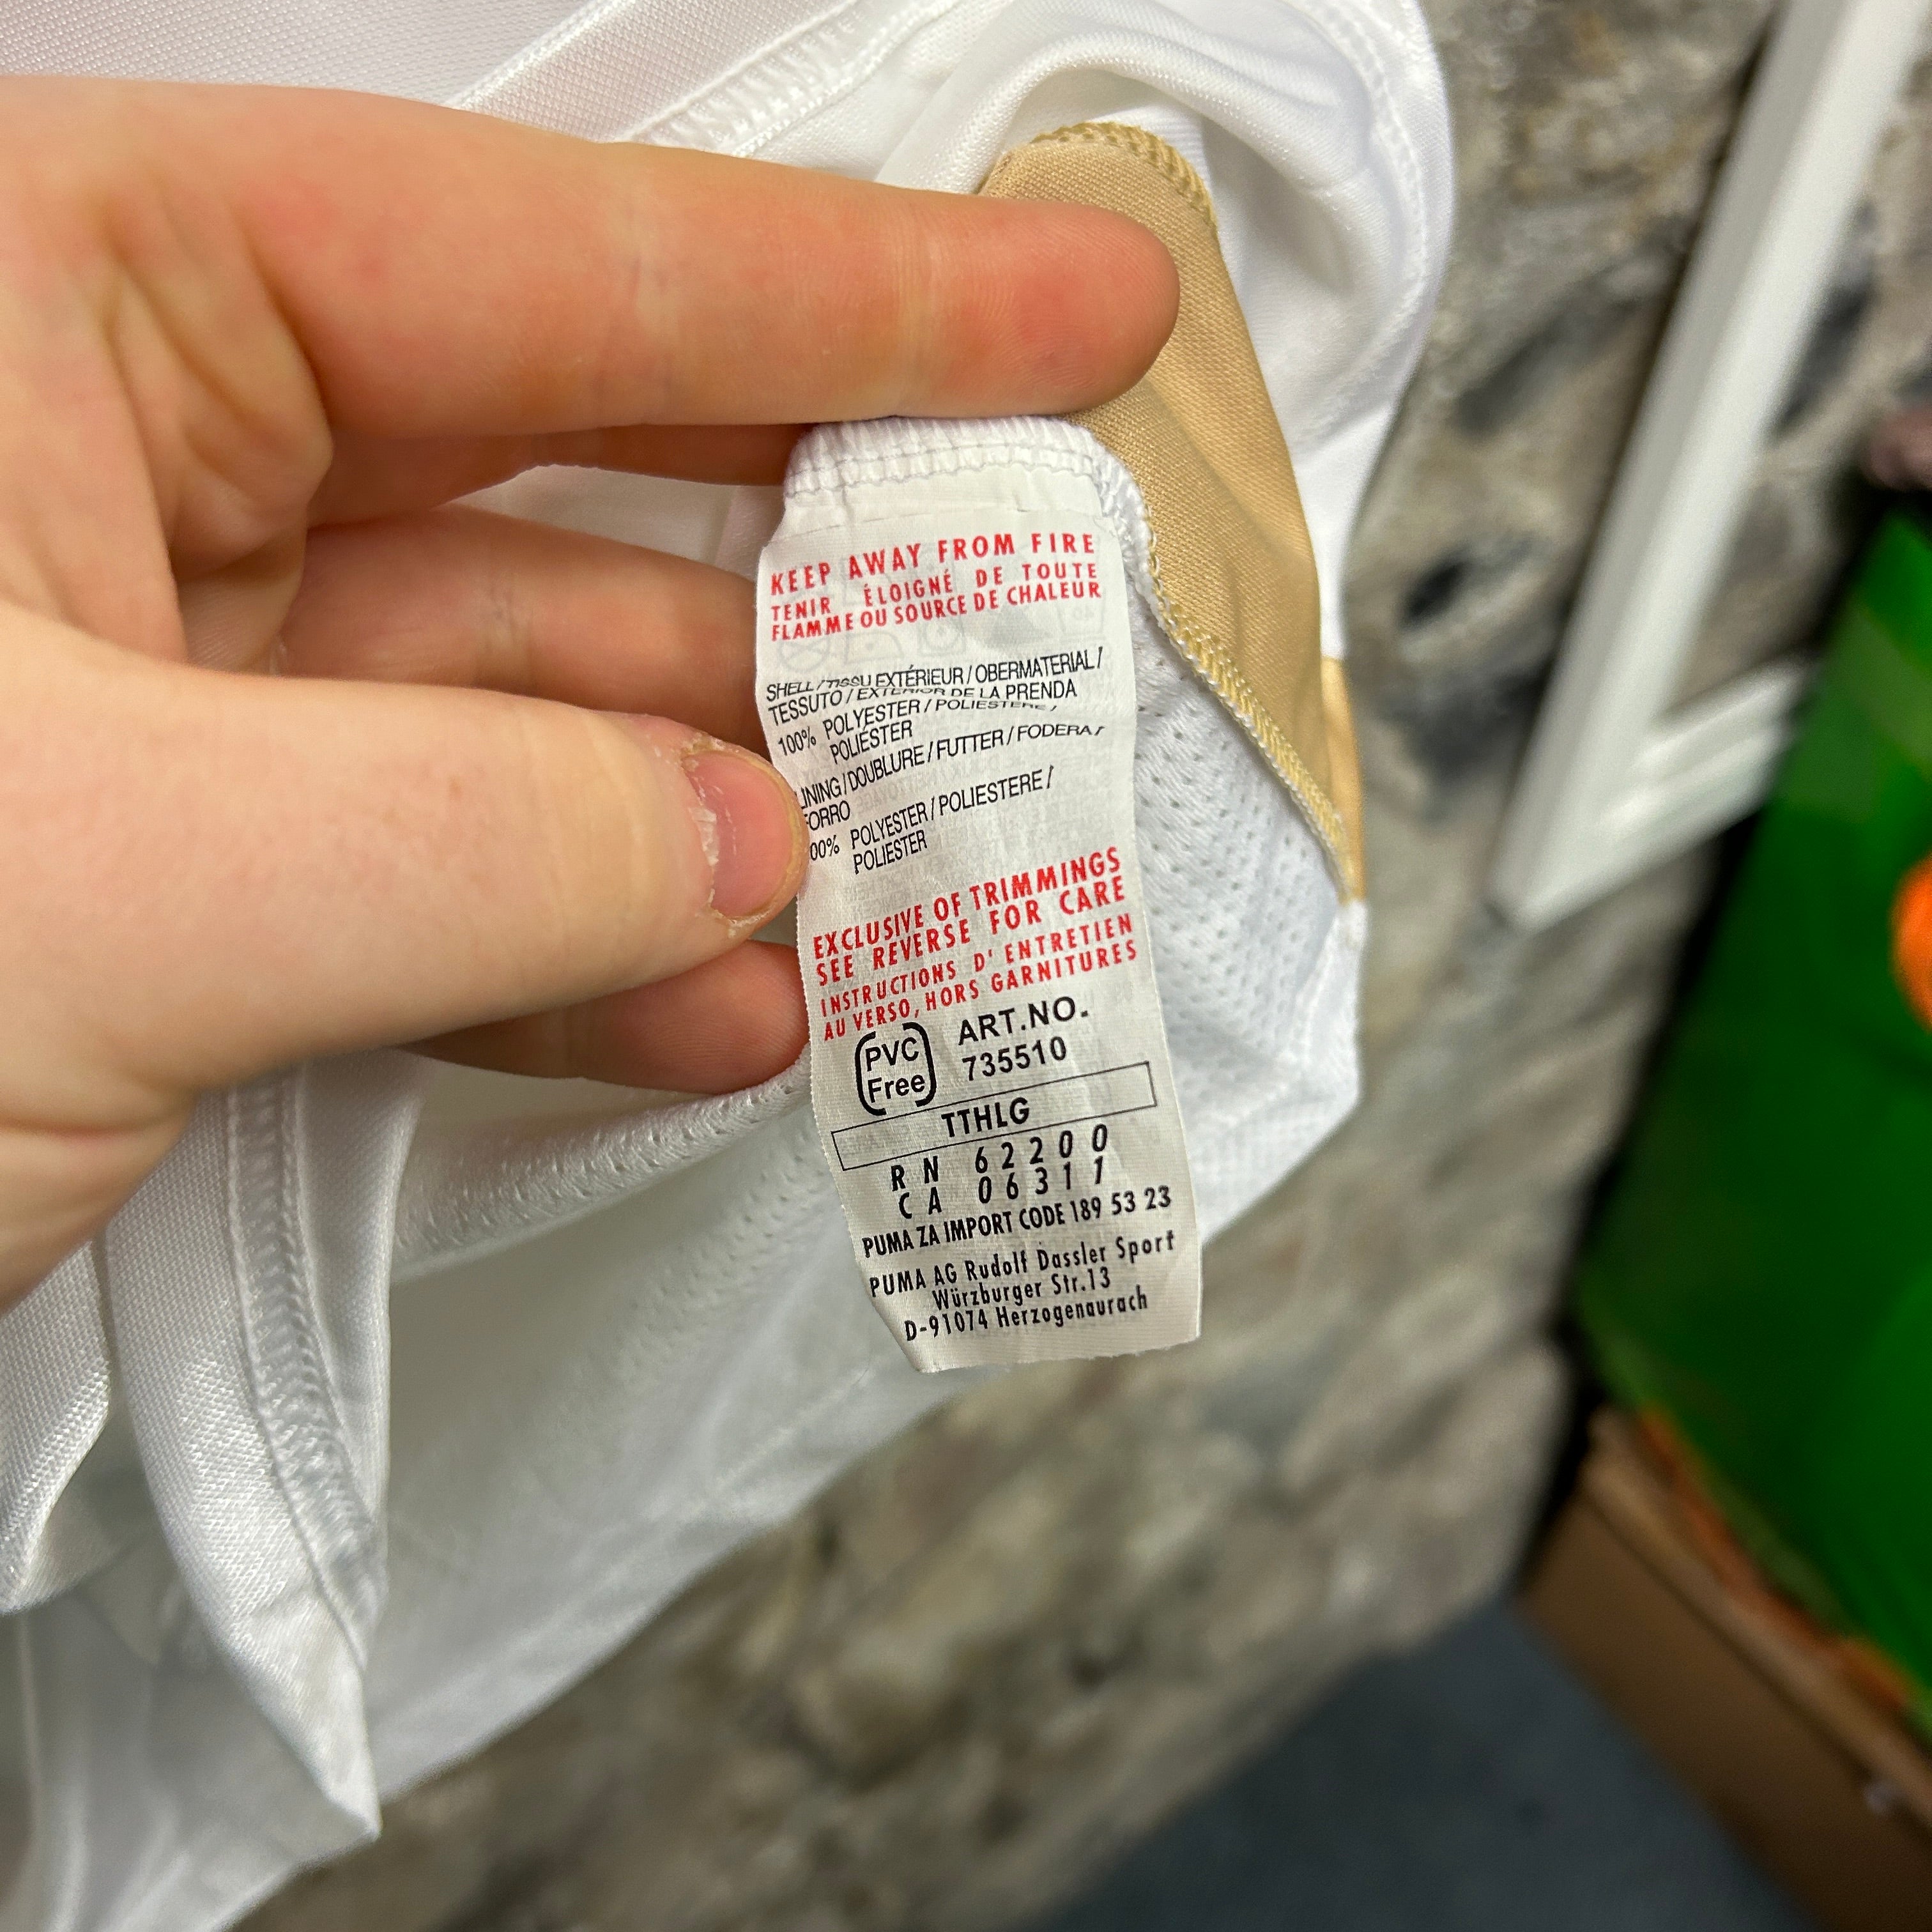 KEEP AWAY FROM FIRE
TENIR ÉLOIGNÉ DE TOUTE
FLAMME OU SOURCE DE CHALEUR
SHELL / TISSU EXTÉRIEUR / OBERMATERIAL /
TESSUTO / EXTERIOR DE LA PRENDA
100% POLYESTER / POLIESTERE /
POLIÉSTER
INING / DOUBLURE / FUTTER / FODERA /
FORRO
00% POLYESTER / POLIESTERE /
POLIESTER
EXCLUSIVE OF TRIMMINGS
SEE REVERSE FOR CARE
INSTRUCTIONS D' ENTRETIEN
AU VERSO, HORS GARNITURES
PVC
Free
ART.NO.
735510
TTHLG
RN 62200
CA 06311
PUMA ZA IMPORT CODE 189 53 23
PUMA AG Rudolf Dassler Sport
Würzburger Str.13
D-91074 Herzogenaurach